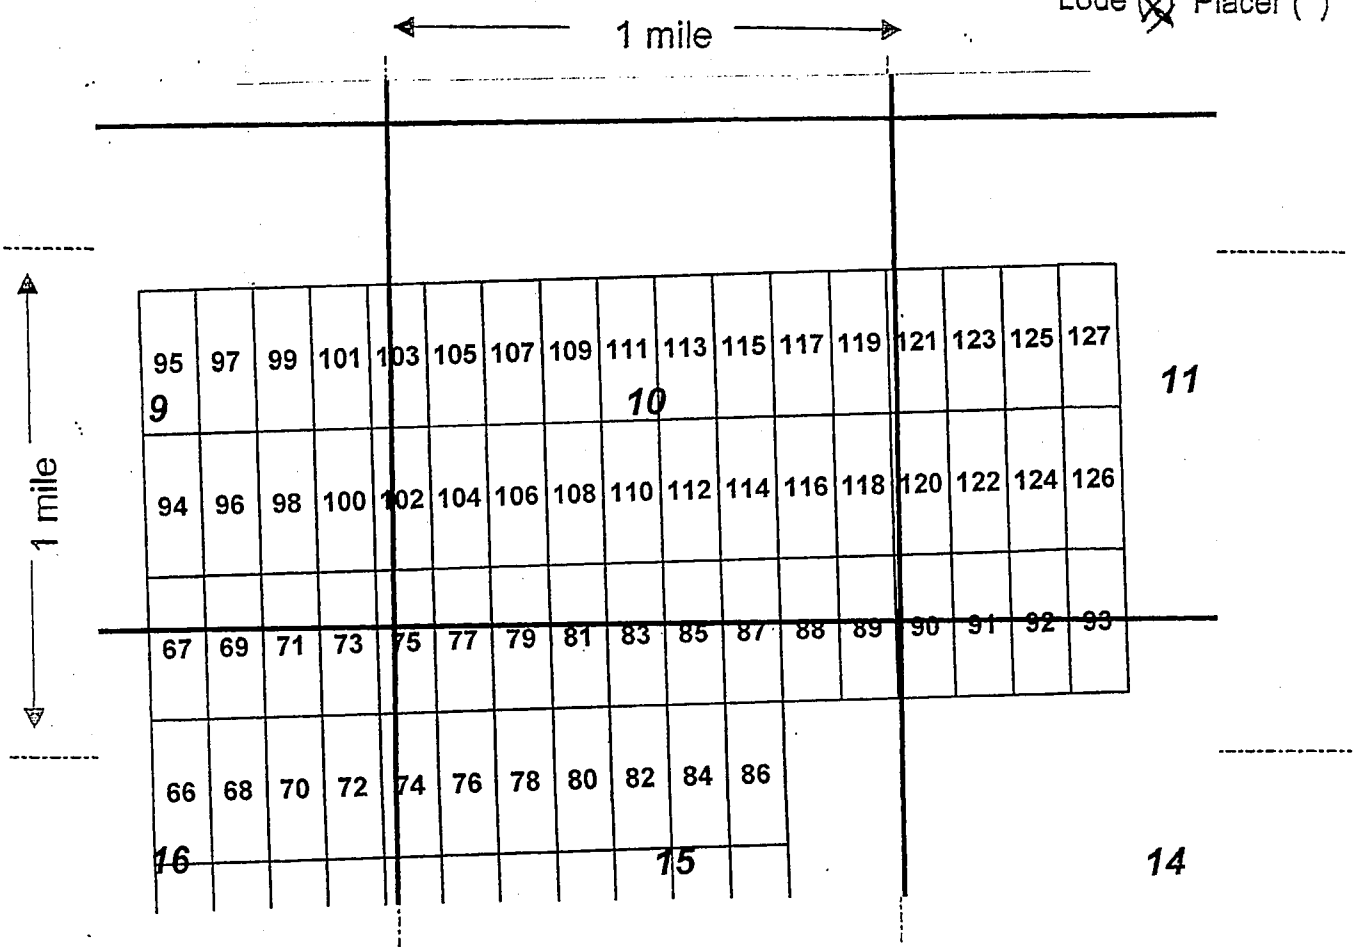 Lode (X) Placer ( )
1 mile
95 97 99 101 103 105 107 109 111 113 115 117 119 121 123 125 127
9 10 11
1 mile
94 96 98 100 102 104 106 108 110 112 114 116 118 120 122 124 126
67 69 71 73 75 77 79 81 83 85 87 88 89 90 91 92 93
66 68 70 72 74 76 78 80 82 84 86
16 15 14